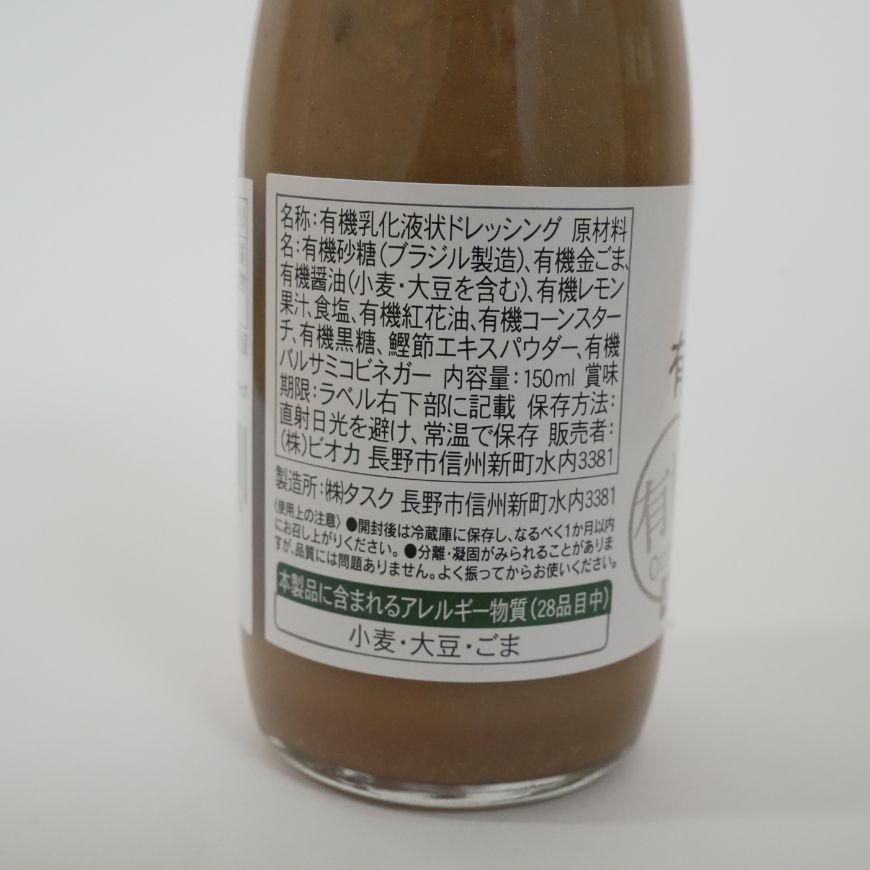 名称：有機乳化液状ドレッシング 原材料
名：有機砂糖（ブラジル製造）、有機金ごま、
有機醤油（小麦・大豆を含む）、有機レモン
果汁、食塩、有機紅花油、有機コーンスター
チ、有機黒糖、鰹節エキスパウダー、有機
バルサミコビネガー 内容量：150ml 賞味
期限：ラベル右下部に記載 保存方法：
直射日光を避け、常温で保存 販売者：
（株）ビオカ 長野市信州新町水内3381
製造所：㈱タスク 長野市信州新町水内3381
〈使用上の注意〉 ●開封後は冷蔵庫に保存し、なるべく1か月以内
にお召し上がりください。 ●分離・凝固がみられることがありま
すが、品質には問題ありません。よく振ってからお使いください。
本製品に含まれるアレルギー物質（28品目中）
小麦・大豆・ごま
有
有